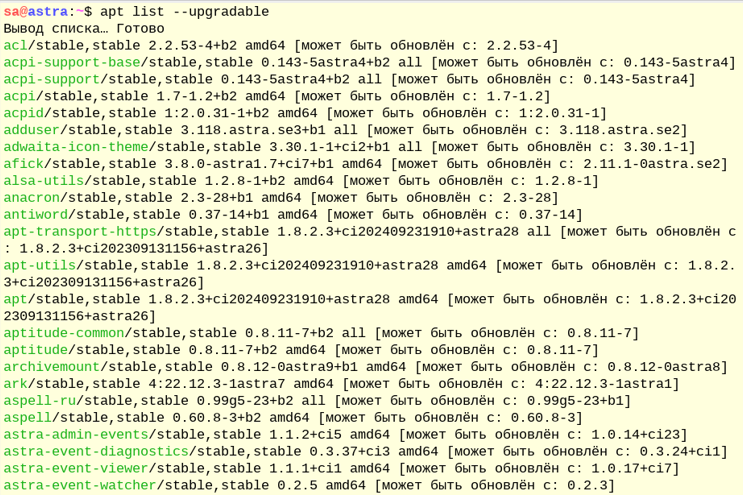 sa@astra:~$ apt list --upgradable
Вывод списка… Готово
acl/stable,stable 2.2.53-4+b2 amd64 [может быть обновлён с: 2.2.53-4]
acpi-support-base/stable,stable 0.143-5astra4+b2 all [может быть обновлён с: 0.143-5astra4]
acpi-support/stable,stable 0.143-5astra4+b2 all [может быть обновлён с: 0.143-5astra4]
acpi/stable,stable 1.7-1.2+b2 amd64 [может быть обновлён с: 1.7-1.2]
acpid/stable,stable 1:2.0.31-1+b2 amd64 [может быть обновлён с: 1:2.0.31-1]
adduser/stable,stable 3.118.astra.se3+b1 all [может быть обновлён с: 3.118.astra.se2]
adwaita-icon-theme/stable,stable 3.30.1-1+ci2+b1 all [может быть обновлён с: 3.30.1-1]
afick/stable,stable 3.8.0-astra1.7+ci7+b1 amd64 [может быть обновлён с: 2.11.1-0astra.se2]
alsa-utils/stable,stable 1.2.8-1+b2 amd64 [может быть обновлён с: 1.2.8-1]
anacron/stable,stable 2.3-28+b1 amd64 [может быть обновлён с: 2.3-28]
antiword/stable,stable 0.37-14+b1 amd64 [может быть обновлён с: 0.37-14]
apt-transport-https/stable,stable 1.8.2.3+ci202409231910+astra28 all [может быть обновлён с
: 1.8.2.3+ci202309131156+astra26]
apt-utils/stable,stable 1.8.2.3+ci202409231910+astra28 amd64 [может быть обновлён с: 1.8.2.
3+ci202309131156+astra26]
apt/stable,stable 1.8.2.3+ci202409231910+astra28 amd64 [может быть обновлён с: 1.8.2.3+ci20
2309131156+astra26]
aptitude-common/stable,stable 0.8.11-7+b2 all [может быть обновлён с: 0.8.11-7]
aptitude/stable,stable 0.8.11-7+b2 amd64 [может быть обновлён с: 0.8.11-7]
archivemount/stable,stable 0.8.12-0astra9+b1 amd64 [может быть обновлён с: 0.8.12-0astra8]
ark/stable,stable 4:22.12.3-1astra7 amd64 [может быть обновлён с: 4:22.12.3-1astra1]
aspell-ru/stable,stable 0.99g5-23+b2 all [может быть обновлён с: 0.99g5-23+b1]
aspell/stable,stable 0.60.8-3+b2 amd64 [может быть обновлён с: 0.60.8-3]
astra-admin-events/stable,stable 1.1.2+ci5 amd64 [может быть обновлён с: 1.0.14+ci23]
astra-event-diagnostics/stable,stable 0.3.37+ci3 amd64 [может быть обновлён с: 0.3.24+ci1]
astra-event-viewer/stable,stable 1.1.1+ci1 amd64 [может быть обновлён с: 1.0.17+ci7]
astra-event-watcher/stable,stable 0.2.5 amd64 [может быть обновлён с: 0.2.3]